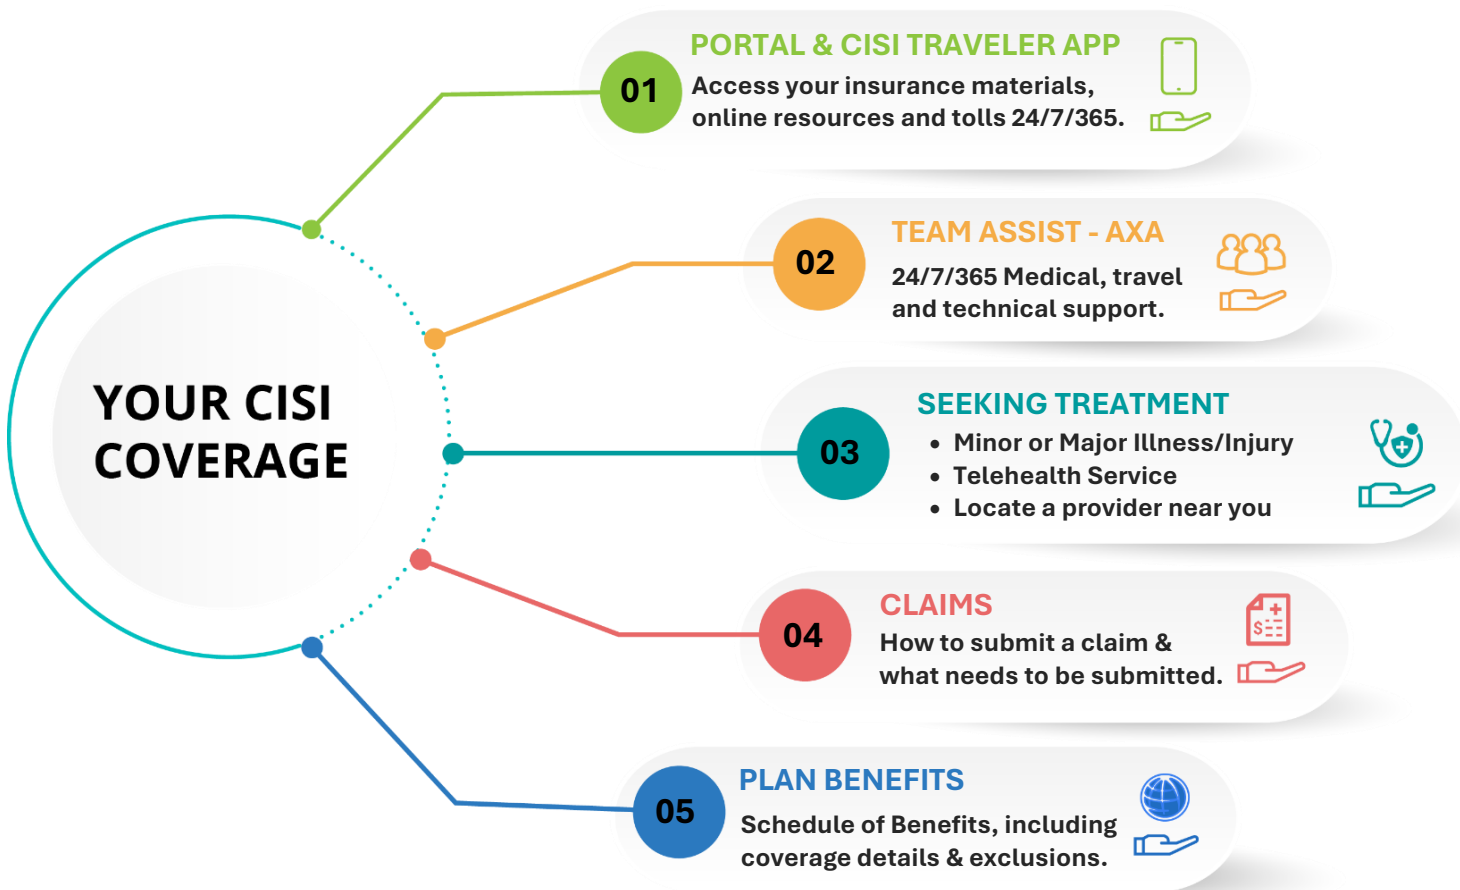 YOUR CISI
COVERAGE
01
PORTAL & CISI TRAVELER APP
Access your insurance materials,
online resources and tolls 24/7/365.
02
TEAM ASSIST - AXA
24/7/365 Medical, travel
and technical support.
03
SEEKING TREATMENT
• Minor or Major Illness/Injury
• Telehealth Service
• Locate a provider near you
04
CLAIMS
How to submit a claim &
what needs to be submitted.
05
PLAN BENEFITS
Schedule of Benefits, including
coverage details & exclusions.